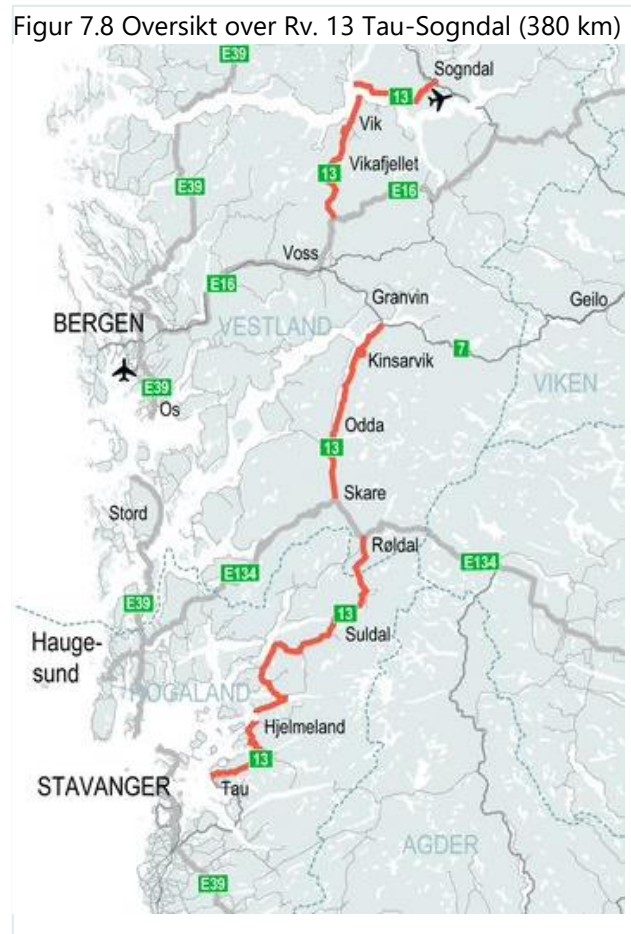 Figur 7.8 Oversikt over Rv. 13 Tau-Sogndal (380 km)
E39
Sogndal
13
Vik
Vikafjellet
13
E39
E16
Voss
E16
Granvin
Geilo
BERGEN
VESTLAND
Kinsarvik
7
VIKEN
E39
Os
Odda
13
Skare
Stord
Røldal
E134
E134
E39
13
Suldal
Hauge-
sund
ROGALAND
Hjelmeland
13
STAVANGER
Tau
AGDER
E39